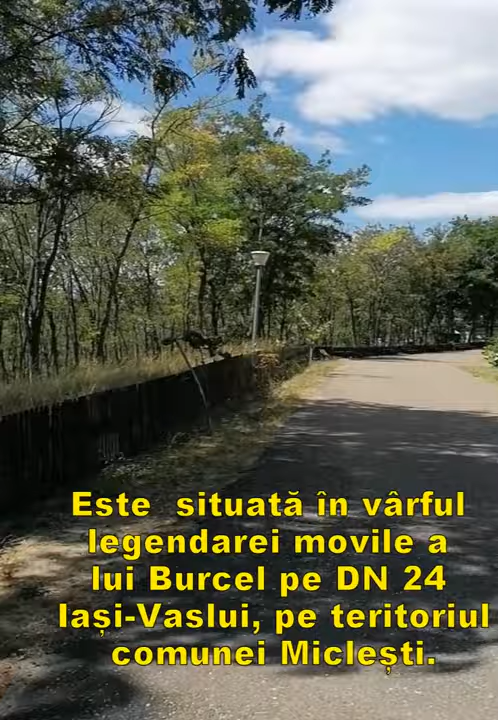 Este situată în vârful
legendarei movile a
lui Burcel pe DN 24
Iași-Vaslui, pe teritoriul
comunei Miclești.